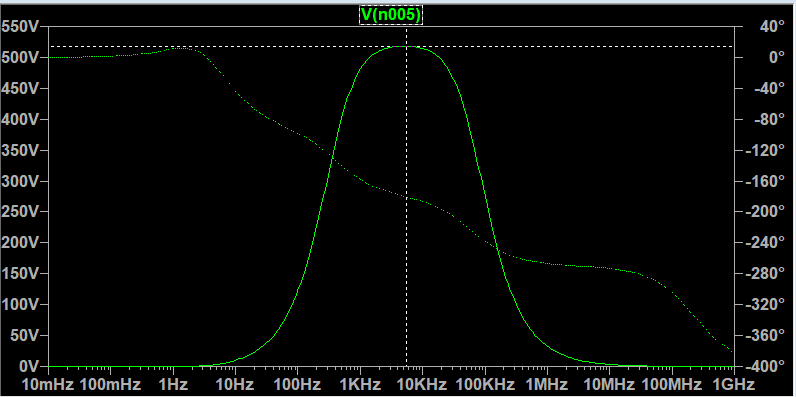 V(n005)
550V 40°
500V 0°
450V -40°
400V -80°
350V -120°
300V -160°
250V -200°
200V -240°
150V -280°
100V -320°
50V -360°
0V -400°
10mHz 100mHz 1Hz 10Hz 100Hz 1KHz 10KHz 100KHz 1MHz 10MHz 100MHz 1GHz